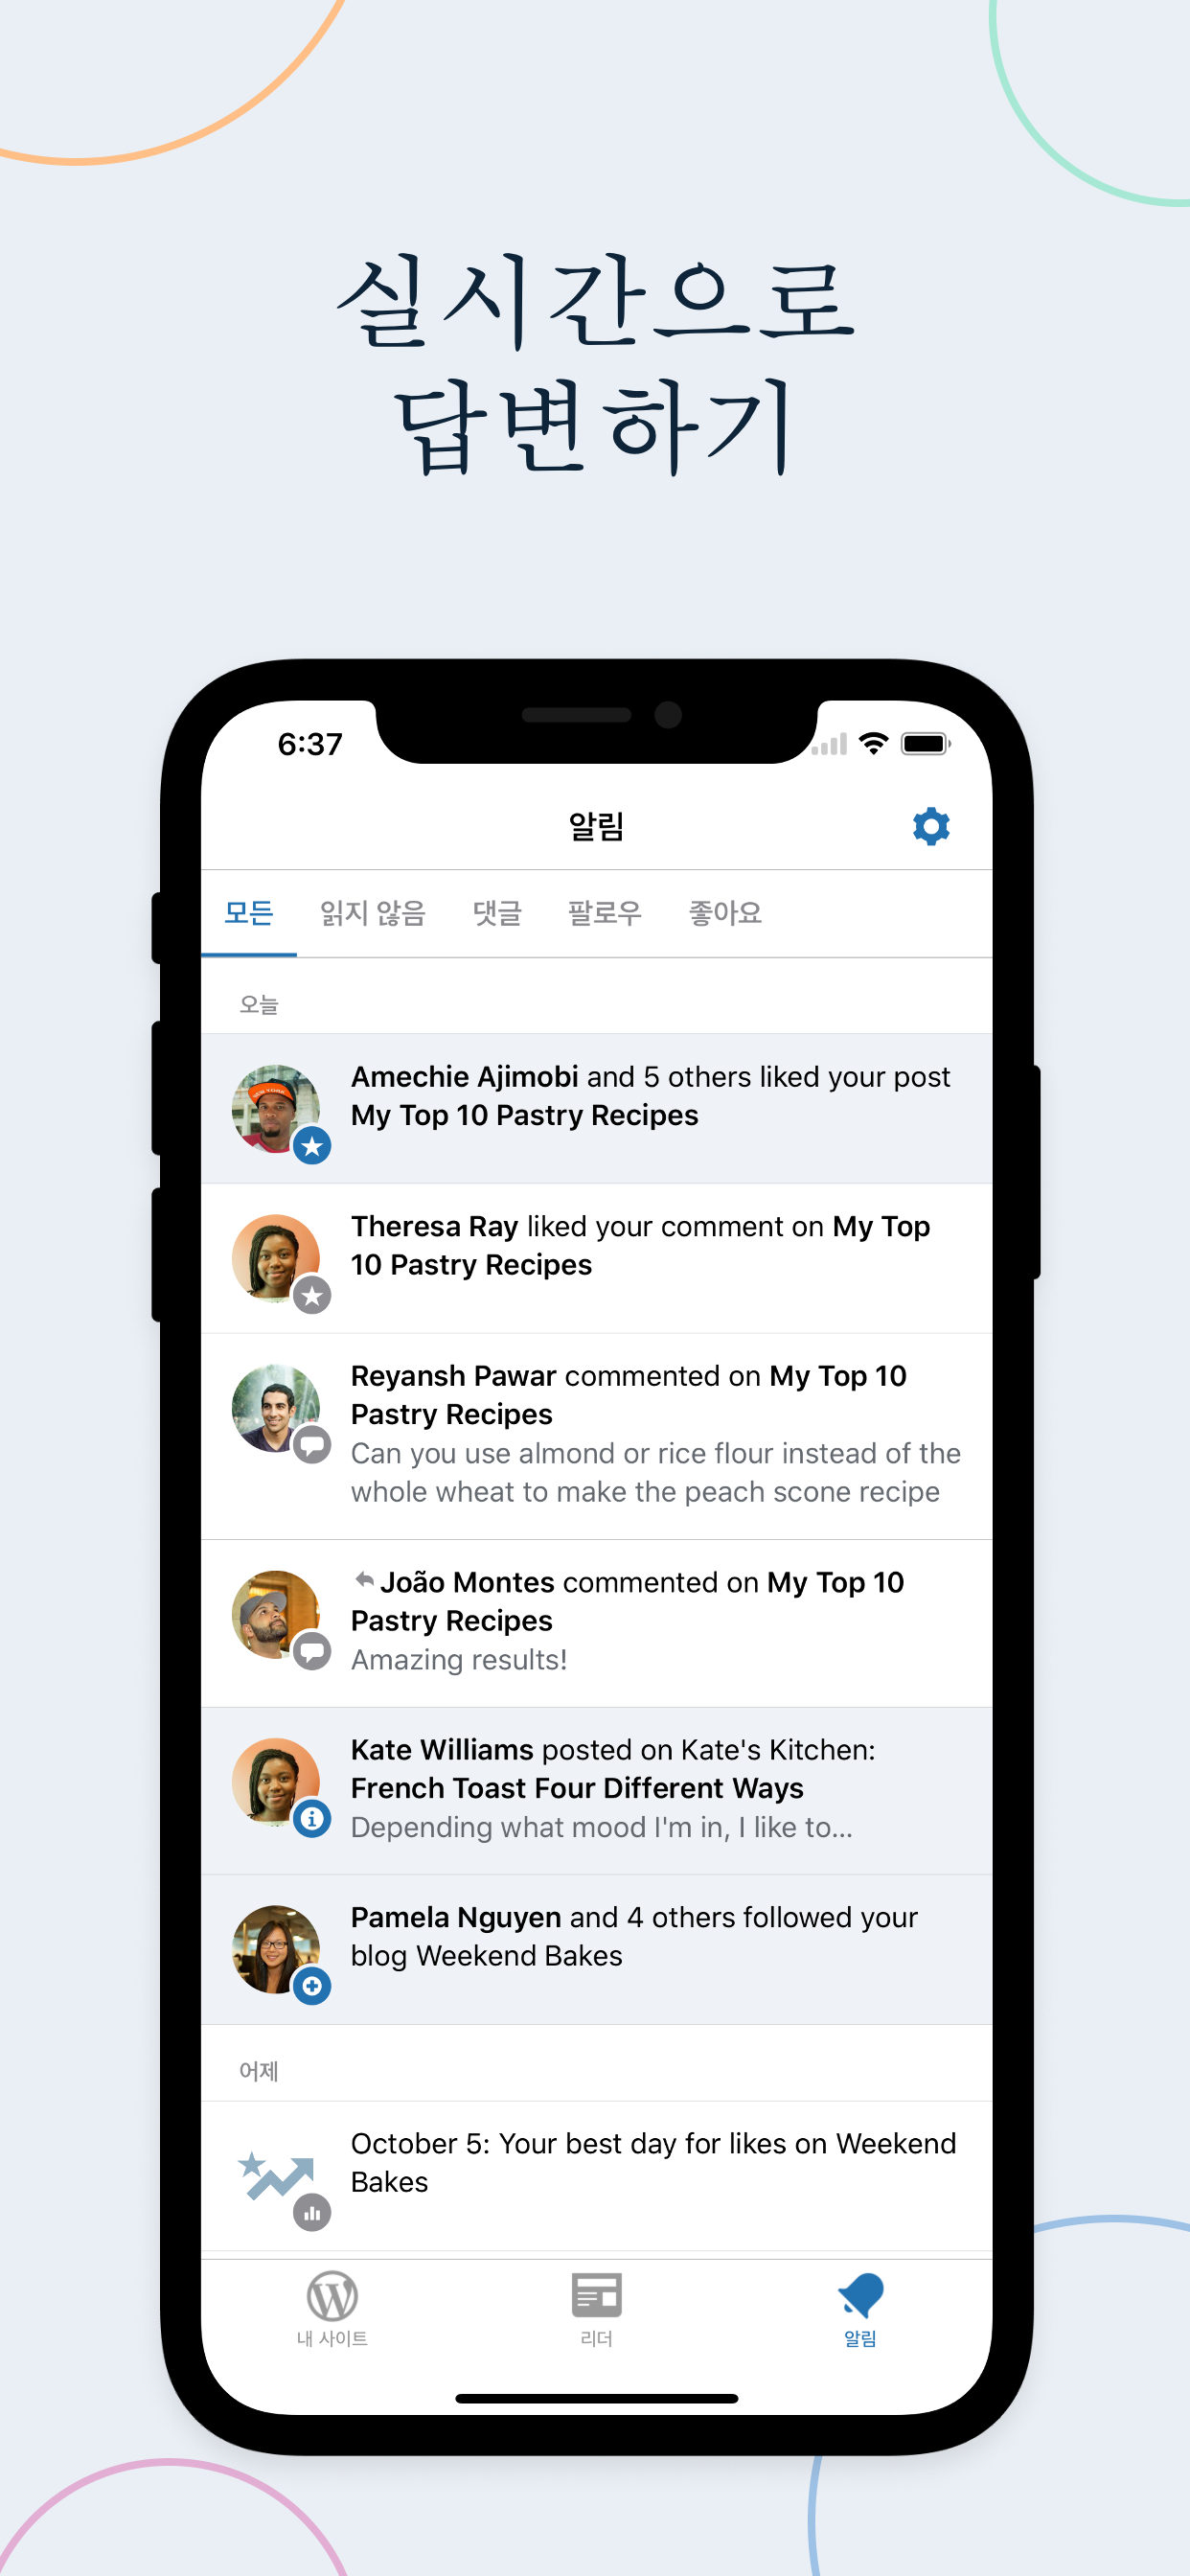 실시간으로
답변하기
6:37
알림
모든 읽지 않음 댓글 팔로우 좋아요
오늘
Amechie Ajimobi and 5 others liked your post
My Top 10 Pastry Recipes
Theresa Ray liked your comment on My Top
10 Pastry Recipes
Reyansh Pawar commented on My Top 10
Pastry Recipes
Can you use almond or rice flour instead of the
whole wheat to make the peach scone recipe
João Montes commented on My Top 10
Pastry Recipes
Amazing results!
Kate Williams posted on Kate's Kitchen:
French Toast Four Different Ways
Depending what mood I'm in, I like to...
Pamela Nguyen and 4 others followed your
blog Weekend Bakes
어제
October 5: Your best day for likes on Weekend
Bakes
내 사이트 리더 알림